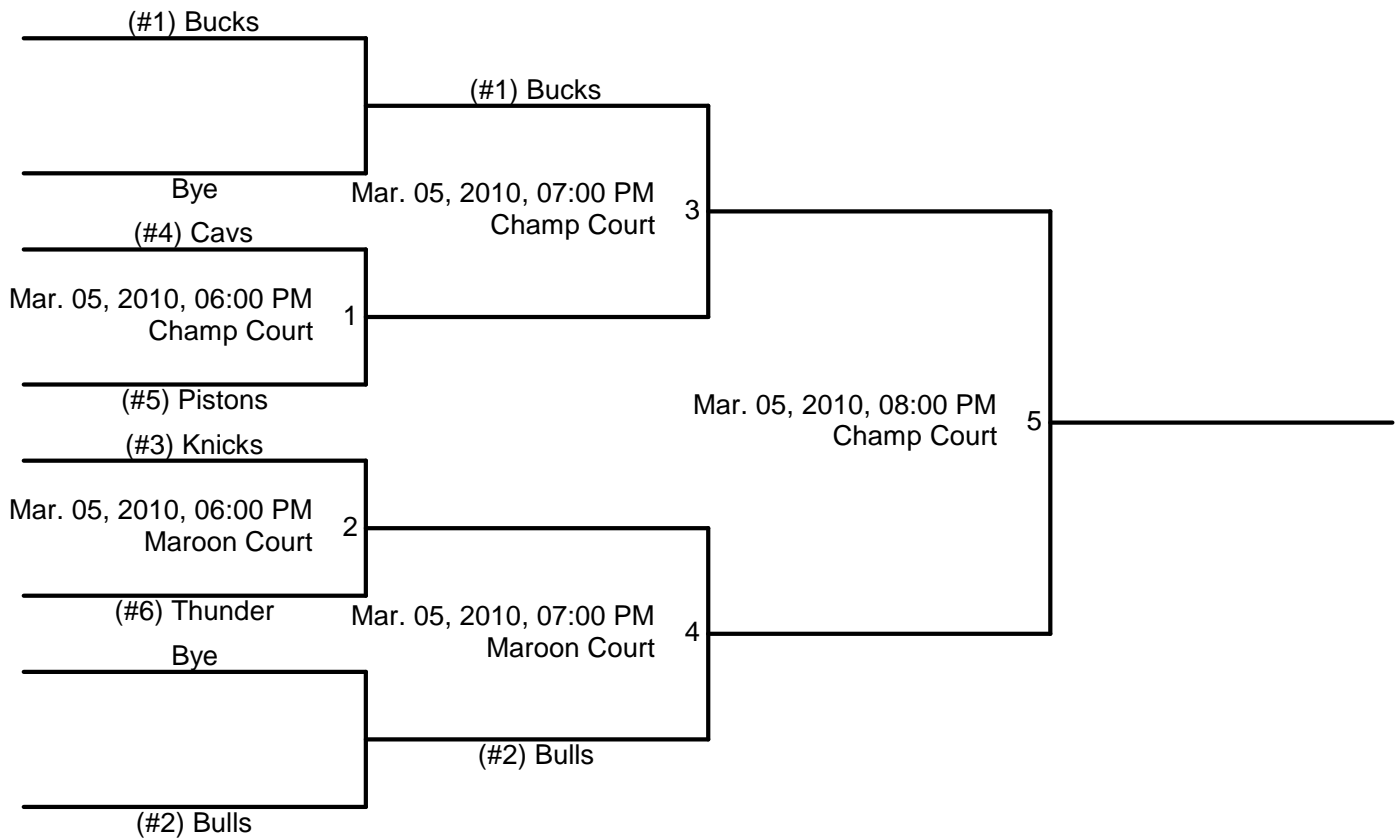 (#1) Bucks
(#1) Bucks
Bye
Mar. 05, 2010, 07:00 PM
Champ Court
3
(#4) Cavs
Mar. 05, 2010, 06:00 PM
Champ Court
1
(#5) Pistons
Mar. 05, 2010, 08:00 PM
Champ Court
5
(#3) Knicks
Mar. 05, 2010, 06:00 PM
Maroon Court
2
(#6) Thunder
Mar. 05, 2010, 07:00 PM
Maroon Court
4
Bye
(#2) Bulls
(#2) Bulls